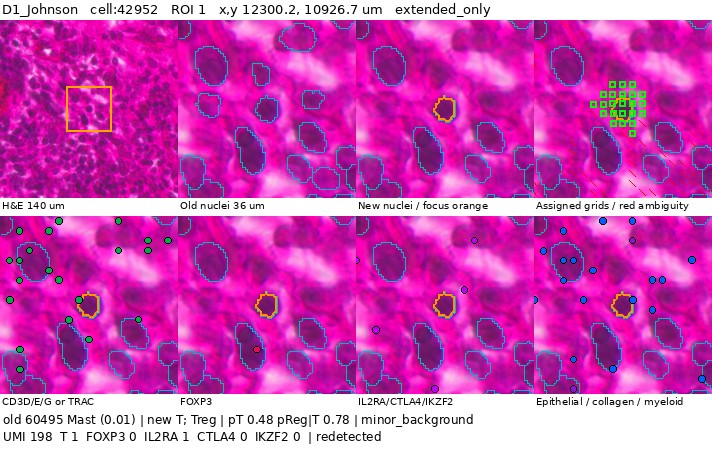 D1_Johnson   cell:42952   ROI 1   x,y 12300.2, 10926.7 um   extended_only
H&E 140 um
Old nuclei 36 um
New nuclei / focus orange
Assigned grids / red ambiguity
CD3D/E/G or TRAC
FOXP3
IL2RA/CTLA4/IKZF2
Epithelial / collagen / myeloid
old 60495 Mast (0.01) | new T; Treg | pT 0.48 pReg|T 0.78 | minor_background
UMI 198  T 1  FOXP3 0  IL2RA 1  CTLA4 0  IKZF2 0  | redetected